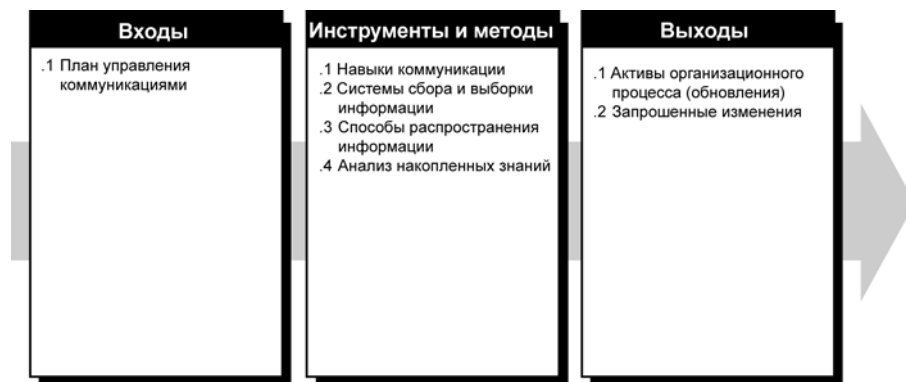 Входы
.1 План управления
коммуникациями
Инструменты и методы
.1 Навыки коммуникации
.2 Системы сбора и выборки
информации
.3 Способы распространения
информации
.4 Анализ накопленных знаний
Выходы
.1 Активы организационного
процесса (обновления)
.2 Запрошенные изменения